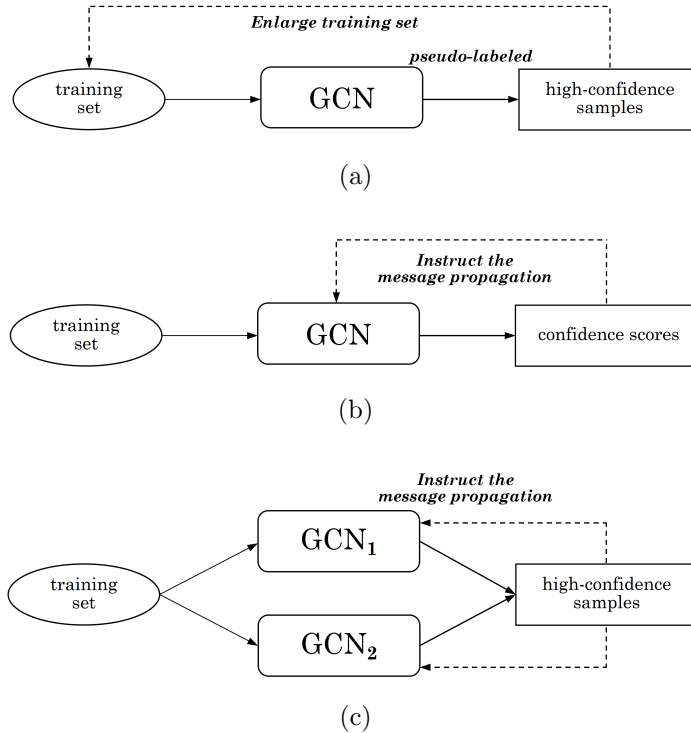 Enlarge training set
pseudo-labeled
training
set
GCN
high-confidence
samples
(a)
Instruct the
message propagation
training
set
GCN
confidence scores
(b)
Instruct the
message propagation
GCN₁
training
set
high-confidence
samples
GCN₂
(c)